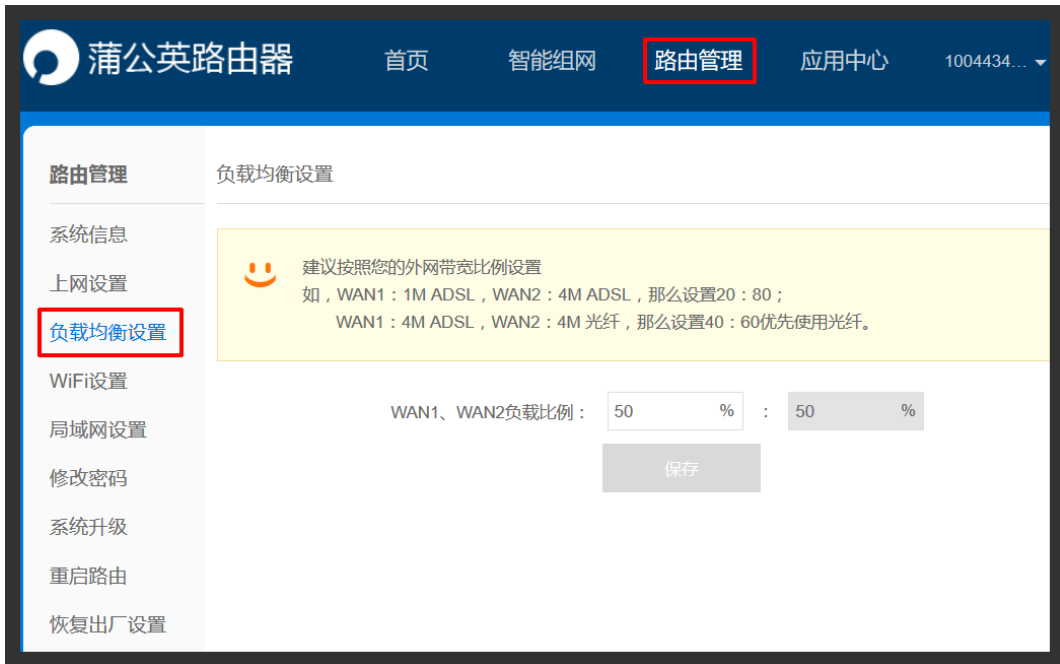 蒲公英路由器 首页 智能组网 路由管理 应用中心 1004434...
路由管理
系统信息
上网设置
负载均衡设置
WiFi设置
局域网设置
修改密码
系统升级
重启路由
恢复出厂设置
负载均衡设置
建议按照您的外网带宽比例设置
如，WAN1：1M ADSL，WAN2：4M ADSL，那么设置20：80；
WAN1：4M ADSL，WAN2：4M 光纤，那么设置40：60优先使用光纤。
WAN1、WAN2负载比例： 50 % : 50 %
保存